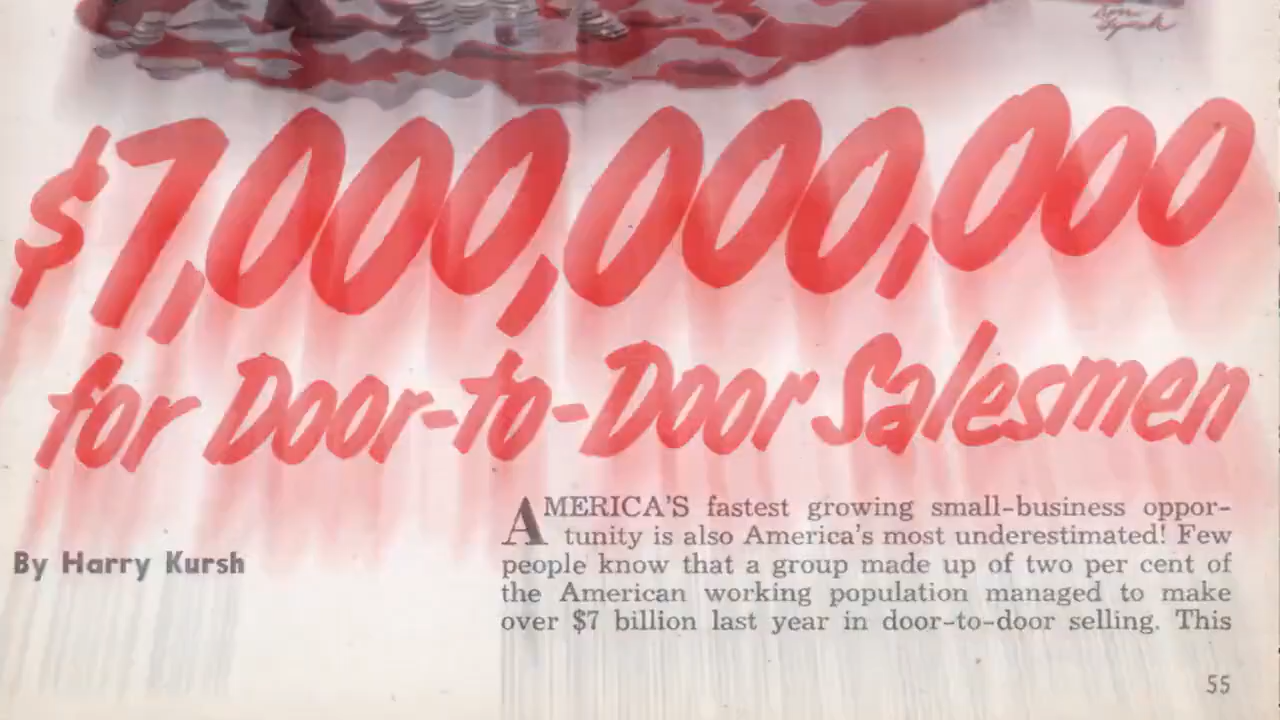 $7,000,000,000
for Door-to-Door Salesmen
By Harry Kursh
AMERICA'S fastest growing small-business oppor-
tunity is also America's most underestimated! Few
people know that a group made up of two per cent of
the American working population managed to make
over $7 billion last year in door-to-door selling. This
55